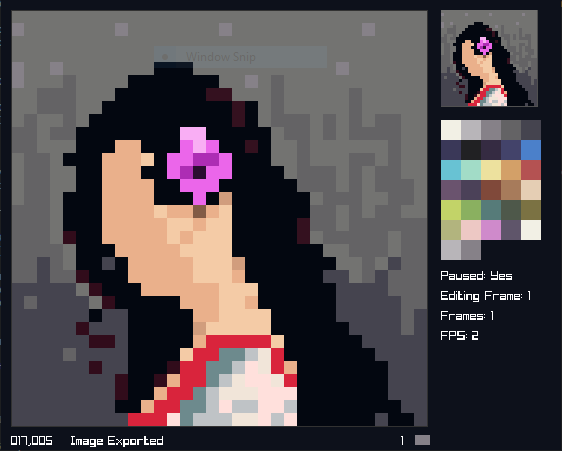 Window Snip
Paused: Yes
Editing Frame: 1
Frames: 1
FPS: 2
017,005 Image Exported 1